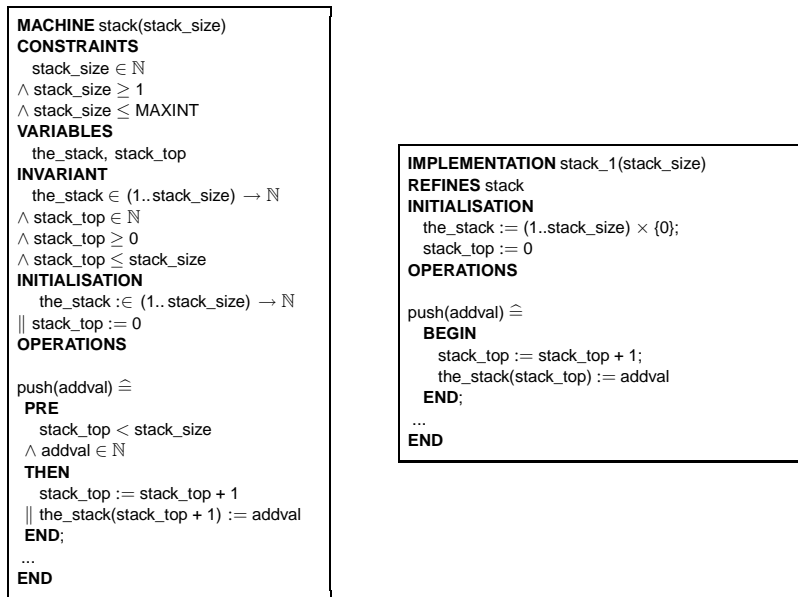 MACHINE stack(stack_size)
CONSTRAINTS
stack_size ∈ ℕ
∧ stack_size ≥ 1
∧ stack_size ≤ MAXINT
VARIABLES
the_stack, stack_top
INVARIANT
the_stack ∈ (1..stack_size) → ℕ
∧ stack_top ∈ ℕ
∧ stack_top ≥ 0
∧ stack_top ≤ stack_size
INITIALISATION
the_stack :∈ (1..stack_size) → ℕ
|| stack_top := 0
OPERATIONS
push(addval) ≙
PRE
stack_top < stack_size
∧ addval ∈ ℕ
THEN
stack_top := stack_top + 1
|| the_stack(stack_top + 1) := addval
END;
...
END
IMPLEMENTATION stack_1(stack_size)
REFINES stack
INITIALISATION
the_stack := (1..stack_size) × {0};
stack_top := 0
OPERATIONS
push(addval) ≙
BEGIN
stack_top := stack_top + 1;
the_stack(stack_top) := addval
END;
...
END